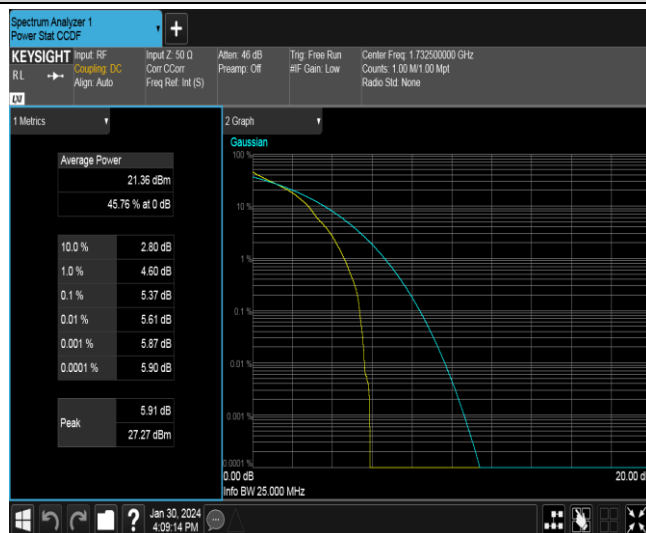 Spectrum Analyzer 1
Power Stat CCDF
KEYSIGHT
RL
LXI
Input: RF
Coupling: DC
Align: Auto
Input Z: 50 Ω
Corr CCorr
Freq Ref: Int (S)
Atten: 46 dB
Preamp: Off
Trig: Free Run
#IF Gain: Low
Center Freq: 1.732500000 GHz
Counts: 1.00 M/1.00 Mpt
Radio Std: None
1 Metrics
Average Power
21.36 dBm
45.76 % at 0 dB
10.0 % 2.80 dB
1.0 % 4.60 dB
0.1 % 5.37 dB
0.01 % 5.61 dB
0.001 % 5.87 dB
0.0001 % 5.90 dB
Peak
5.91 dB
27.27 dBm
2 Graph
Gaussian
100 %
10 %
1 %
0.1 %
0.01 %
0.001 %
0.0001 %
0.00 dB
20.00 d
Info BW 25.000 MHz
?
Jan 30, 2024
4:09:14 PM